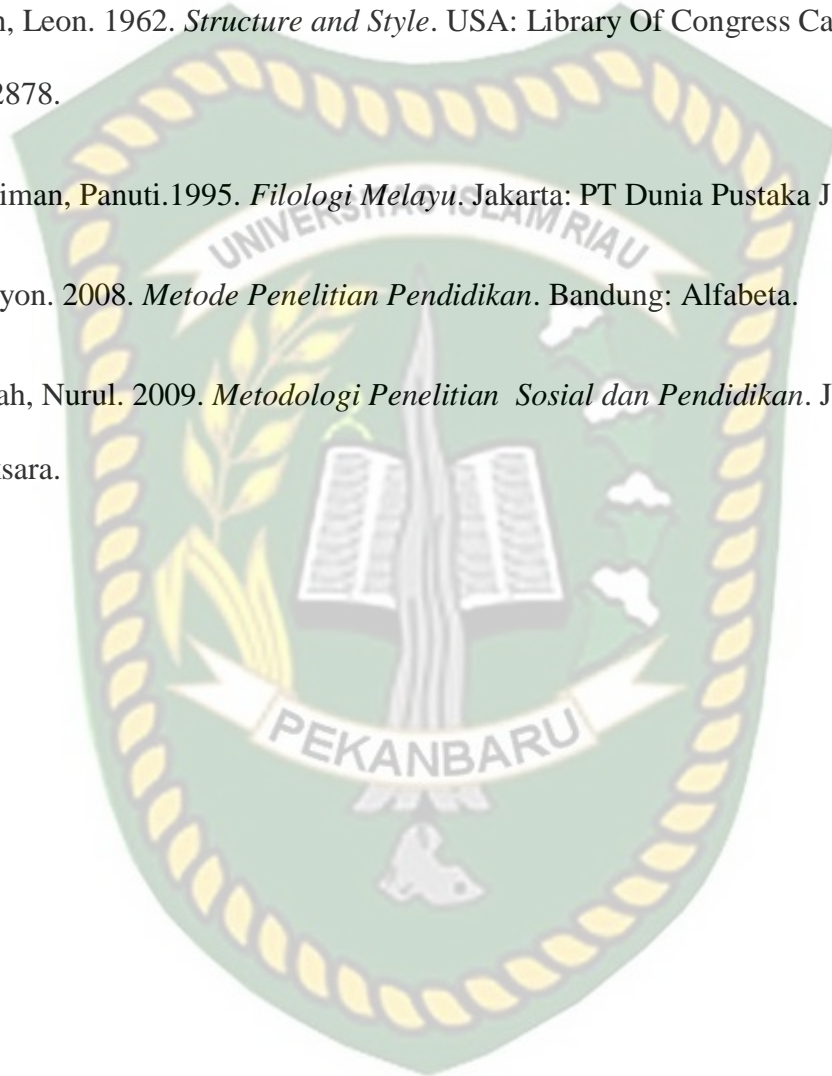 n, Leon. 1962. Structure and Style. USA: Library Of Congress Ca
2878.
iman, Panuti.1995. Filologi Melayu. Jakarta: PT Dunia Pustaka J
UNIVERSITAS ISLAM RIAU
yon. 2008. Metode Penelitian Pendidikan. Bandung: Alfabeta.
ah, Nurul. 2009. Metodologi Penelitian Sosial dan Pendidikan. J
ksara.
PEKANBARU